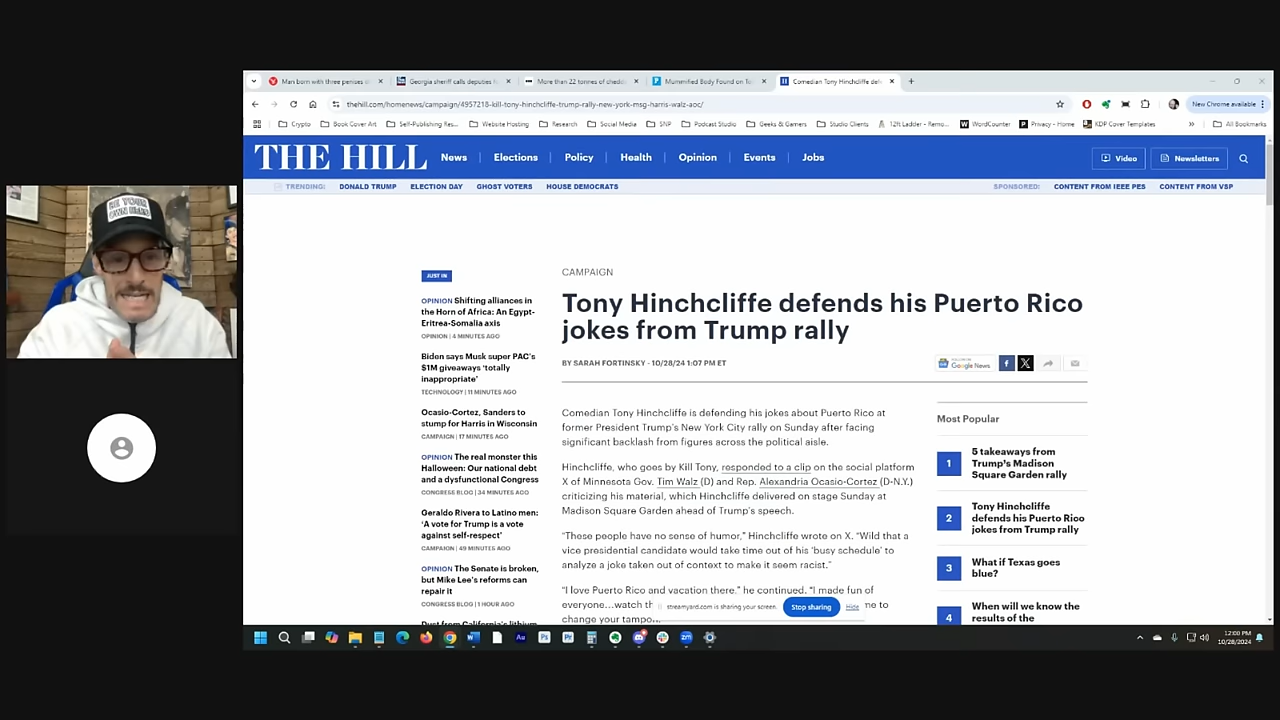 Man born with three penises
Georgia sheriff calls deputies f
More than 22 tonnes of chedd
Mummified Body Found on To
Comedian Tony Hinchcliffe def
thehill.com/homenews/campaign/4957218-kill-tony-hinchcliffe-trump-rally-new-york-msg-harris-walz-aoc/
New Chrome available
Crypto
Book Cover Art
Self-Publishing Res...
Website Hosting
Research
Social Media
SNP
Podcast Studio
Geeks & Gamers
Studio Clients
12ft Ladder - Remo...
WordCounter
Privacy - Home
KDP Cover Templates
All Bookmarks
THE HILL
News
Elections
Policy
Health
Opinion
Events
Jobs
Video
Newsletters
TRENDING:
DONALD TRUMP
ELECTION DAY
GHOST VOTERS
HOUSE DEMOCRATS
SPONSORED:
CONTENT FROM IEEE PES
CONTENT FROM VSP
BE YOUR
OWN HERO
JUST IN
OPINION Shifting alliances in
the Horn of Africa: An Egypt-
Eritrea-Somalia axis
OPINION | 4 MINUTES AGO
Biden says Musk super PAC's
$1M giveaways 'totally
inappropriate'
TECHNOLOGY | 11 MINUTES AGO
Ocasio-Cortez, Sanders to
stump for Harris in Wisconsin
CAMPAIGN | 17 MINUTES AGO
OPINION The real monster this
Halloween: Our national debt
and a dysfunctional Congress
CONGRESS BLOG | 34 MINUTES AGO
Geraldo Rivera to Latino men:
'A vote for Trump is a vote
against self-respect'
CAMPAIGN | 49 MINUTES AGO
OPINION The Senate is broken,
but Mike Lee's reforms can
repair it
CONGRESS BLOG | 1 HOUR AGO
Dust from California's lithium
CAMPAIGN
Tony Hinchcliffe defends his Puerto Rico
jokes from Trump rally
BY SARAH FORTINSKY - 10/28/24 1:07 PM ET
FOLLOW ON
Google News
Comedian Tony Hinchcliffe is defending his jokes about Puerto Rico at
former President Trump's New York City rally on Sunday after facing
significant backlash from figures across the political aisle.
Hinchcliffe, who goes by Kill Tony, responded to a clip on the social platform
X of Minnesota Gov. Tim Walz (D) and Rep. Alexandria Ocasio-Cortez (D-N.Y.)
criticizing his material, which Hinchcliffe delivered on stage Sunday at
Madison Square Garden ahead of Trump's speech.
"These people have no sense of humor," Hinchcliffe wrote on X. "Wild that a
vice presidential candidate would take time out of his 'busy schedule' to
analyze a joke taken out of context to make it seem racist."
"I love Puerto Rico and vacation there," he continued. "I made fun of
everyone...watch th
me to
change your tampo
streamyard.com is sharing your screen.
Stop sharing
Hide
Most Popular
1
5 takeaways from
Trump's Madison
Square Garden rally
2
Tony Hinchcliffe
defends his Puerto Rico
jokes from Trump rally
3
What if Texas goes
blue?
4
When will we know the
results of the
12:00 PM
10/28/2024